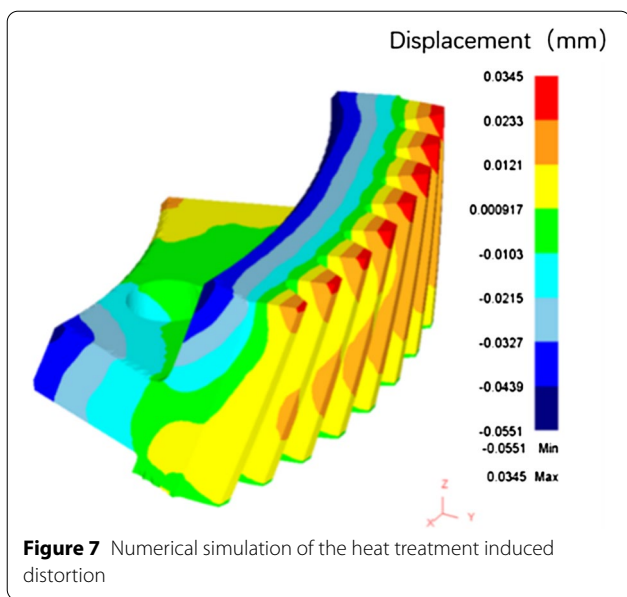 Displacement（mm）
0.0345
0.0233
0.0121
0.000917
-0.0103
-0.0215
-0.0327
-0.0439
-0.0551
-0.0551 Min
0.0345 Max
Z
X Y
Figure 7 Numerical simulation of the heat treatment induced
distortion